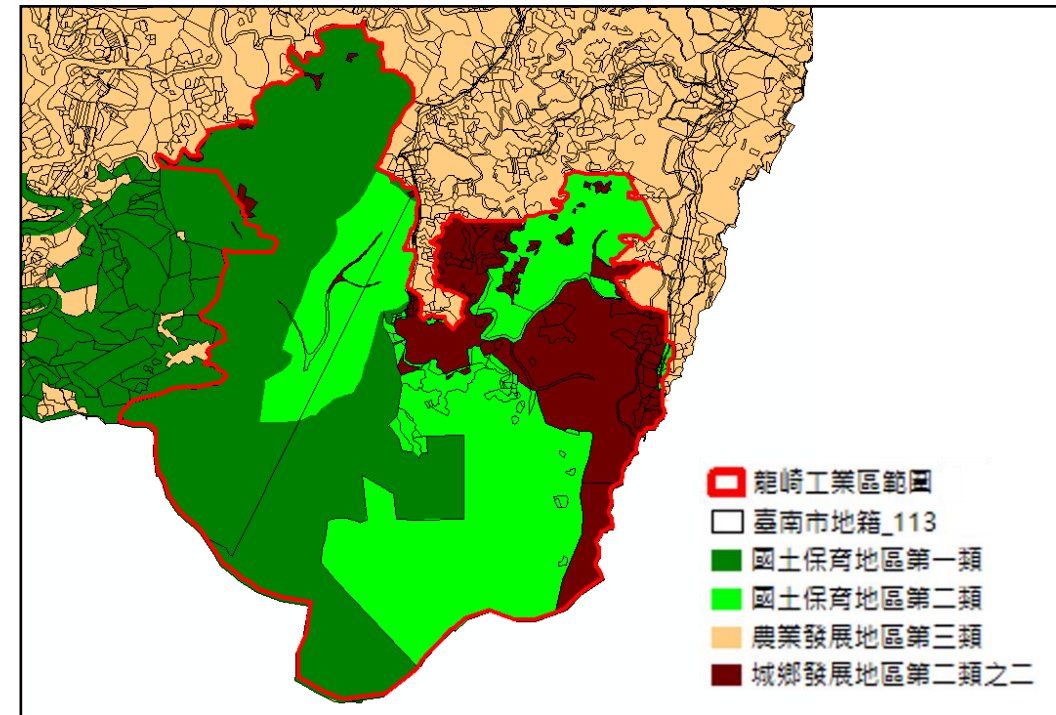 龍崎工業區範圍
臺南市地籍_113
國土保育地區第一類
國土保育地區第二類
農業發展地區第三類
城鄉發展地區第二類之二